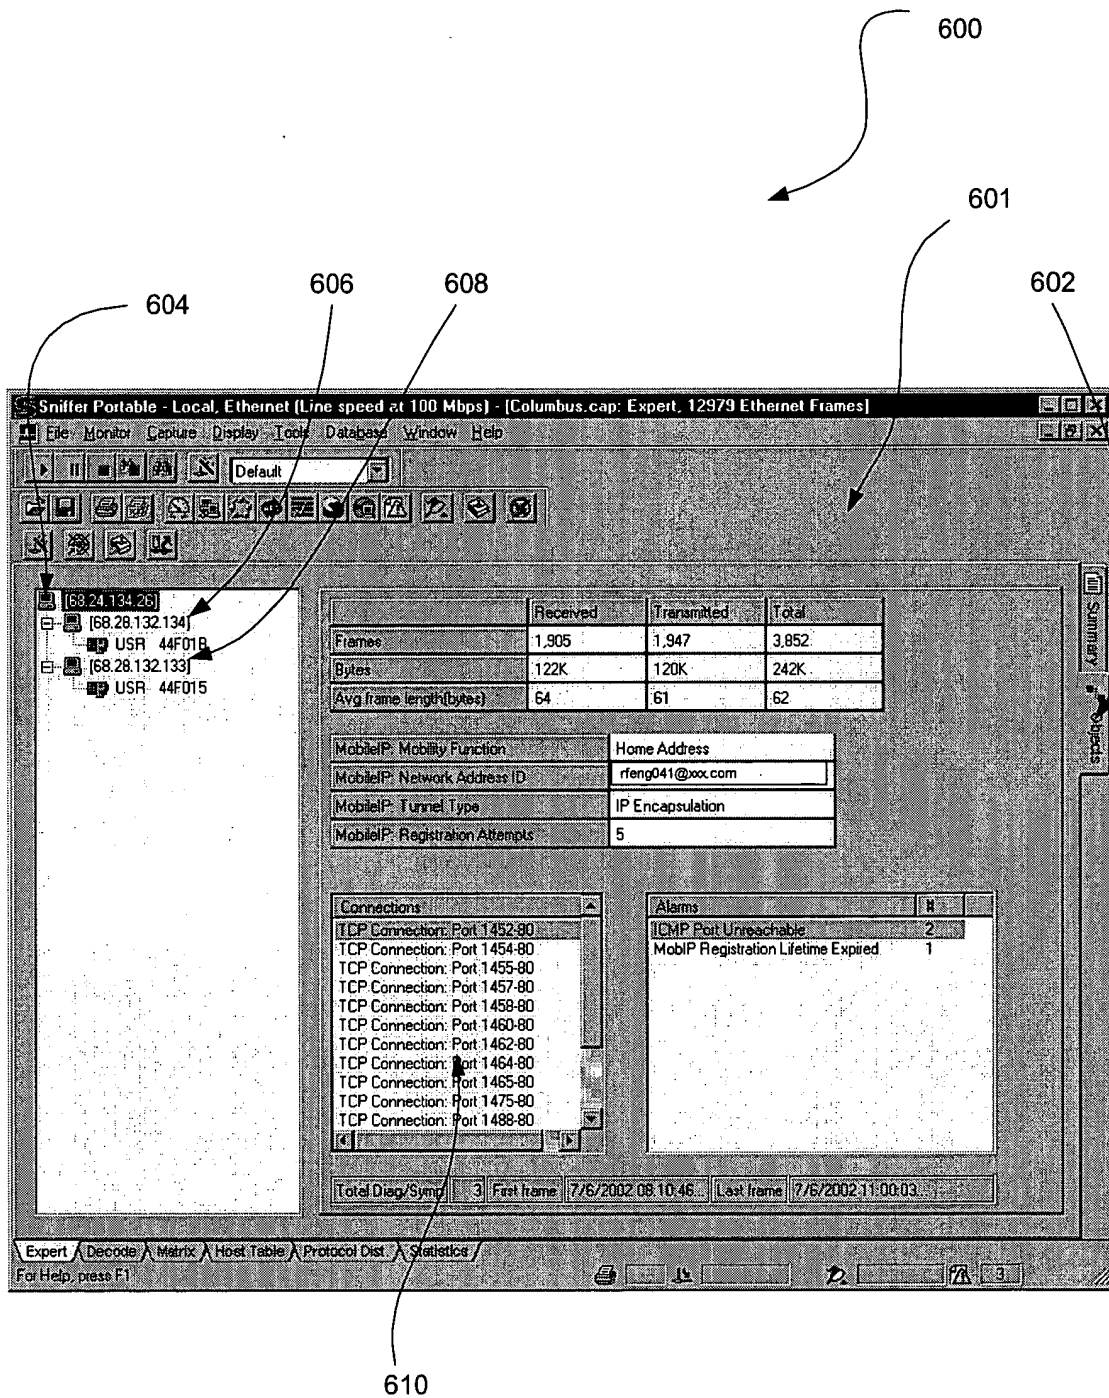 600
601
602
604
606
608
Sniffer Portable - Local, Ethernet (Line speed at 100 Mbps) - [Columbus.cap: Expert, 12979 Ethernet Frames]
File Monitor Capture Display Tools Database Window Help
Default
[68.24.134.26]
[68.28.132.134]
USR 44F01B
[68.28.132.133]
USR 44F015
Received Transmitted Total
Frames 1,905 1,947 3,852
Bytes 122K 120K 242K
Avg frame length(bytes) 64 61 62
MobileIP: Mobility Function Home Address
MobileIP: Network Address ID rfeng041@xxx.com
MobileIP: Tunnel Type IP Encapsulation
MobileIP: Registration Attempts 5
Summary
Objects
Connections
TCP Connection: Port 1452-80
TCP Connection: Port 1454-80
TCP Connection: Port 1455-80
TCP Connection: Port 1457-80
TCP Connection: Port 1458-80
TCP Connection: Port 1460-80
TCP Connection: Port 1462-80
TCP Connection: Port 1464-80
TCP Connection: Port 1465-80
TCP Connection: Port 1475-80
TCP Connection: Port 1488-80
Alarms #
ICMP Port Unreachable 2
MobIP Registration Lifetime Expired 1
Total Diag/Symp 3 First frame 7/6/2002 08:10:46... Last frame 7/6/2002 11:00:03...
Expert Decode Matrix Host Table Protocol Dist. Statistics
For Help, press F1
3
610